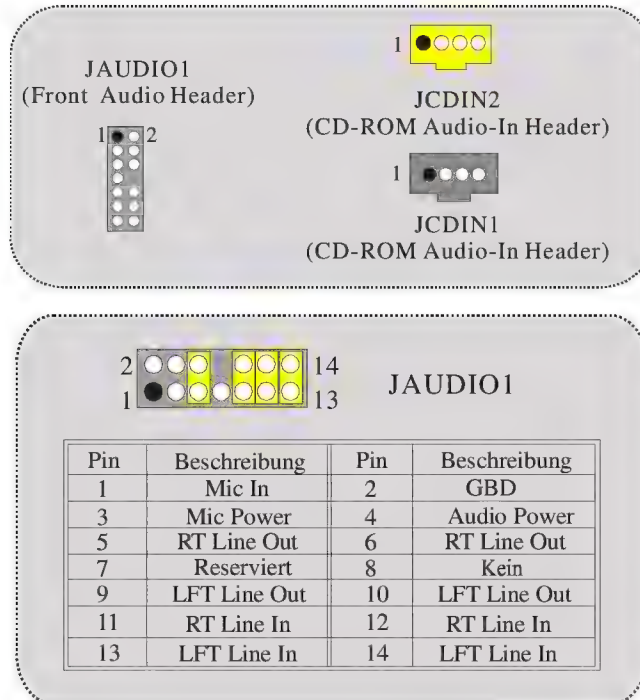 JAUDIO1
(Front Audio Header)
1 2
1
JCDIN2
(CD-ROM Audio-In Header)
1
JCDIN1
(CD-ROM Audio-In Header)
2 14
1 13
JAUDIO1
Pin Beschreibung Pin Beschreibung
1 Mic In 2 GBD
3 Mic Power 4 Audio Power
5 RT Line Out 6 RT Line Out
7 Reserviert 8 Kein
9 LFT Line Out 10 LFT Line Out
11 RT Line In 12 RT Line In
13 LFT Line In 14 LFT Line In